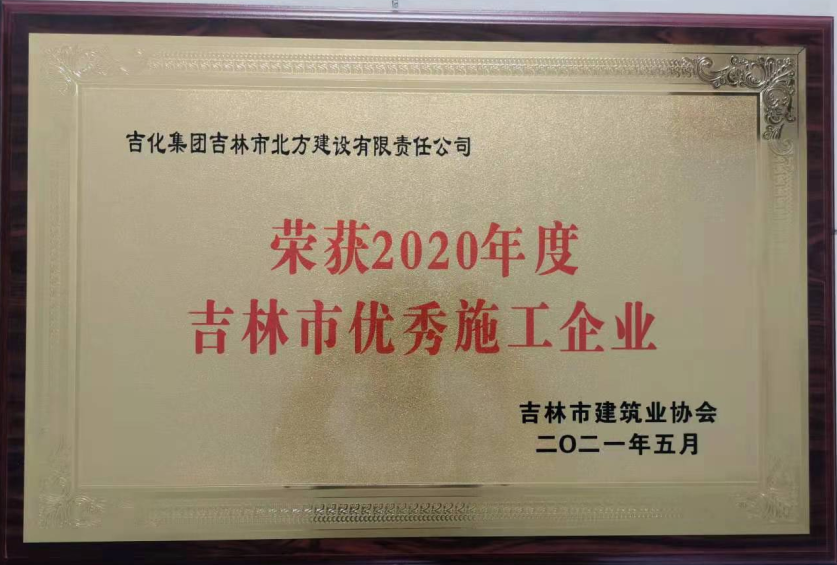 吉化集团吉林市北方建设有限责任公司
荣获2020年度
吉林市优秀施工企业
吉林市建筑业协会
二〇二一年五月